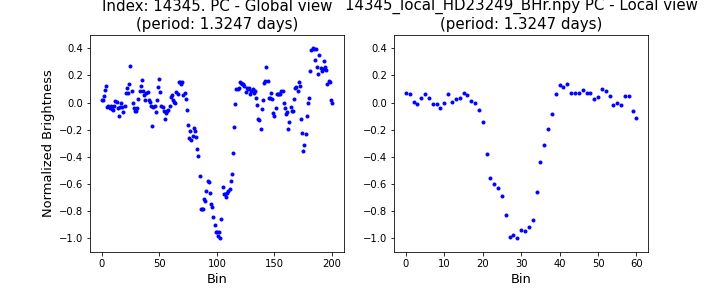 Index: 14345. PC - Global view
(period: 1.3247 days)
14345_local_HD23249_BHr.npy PC - Local view
(period: 1.3247 days)
Normalized Brightness
0.4
0.2
0.0
−0.2
−0.4
−0.6
−0.8
−1.0
0 50 100 150 200
Bin
0.4
0.2
0.0
−0.2
−0.4
−0.6
−0.8
−1.0
0 10 20 30 40 50 60
Bin